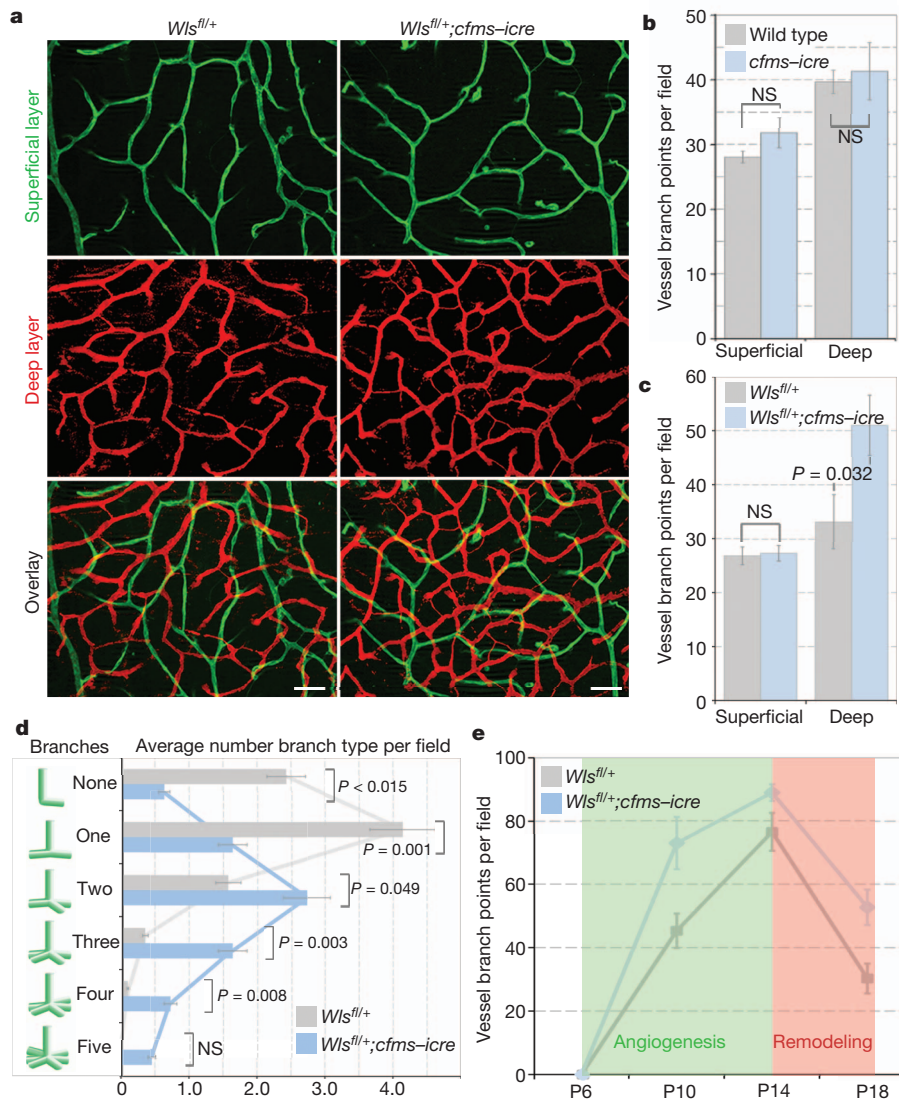 a
Wls^fl/+
Wls^fl/+;cfms–icre
Superficial layer
Deep layer
Overlay
b
Vessel branch points per field
50
40
30
20
10
0
Wild type
cfms–icre
NS
NS
Superficial
Deep
c
Vessel branch points per field
60
50
40
30
20
10
0
Wls^fl/+
Wls^fl/+;cfms–icre
NS
P = 0.032
Superficial
Deep
d
Branches
Average number branch type per field
None
One
Two
Three
Four
Five
P < 0.015
P = 0.001
P = 0.049
P = 0.003
P = 0.008
NS
Wls^fl/+
Wls^fl/+;cfms–icre
0
1.0
2.0
3.0
4.0
e
Vessel branch points per field
100
80
60
40
20
0
Wls^fl/+
Wls^fl/+;cfms–icre
Angiogenesis
Remodeling
P6
P10
P14
P18